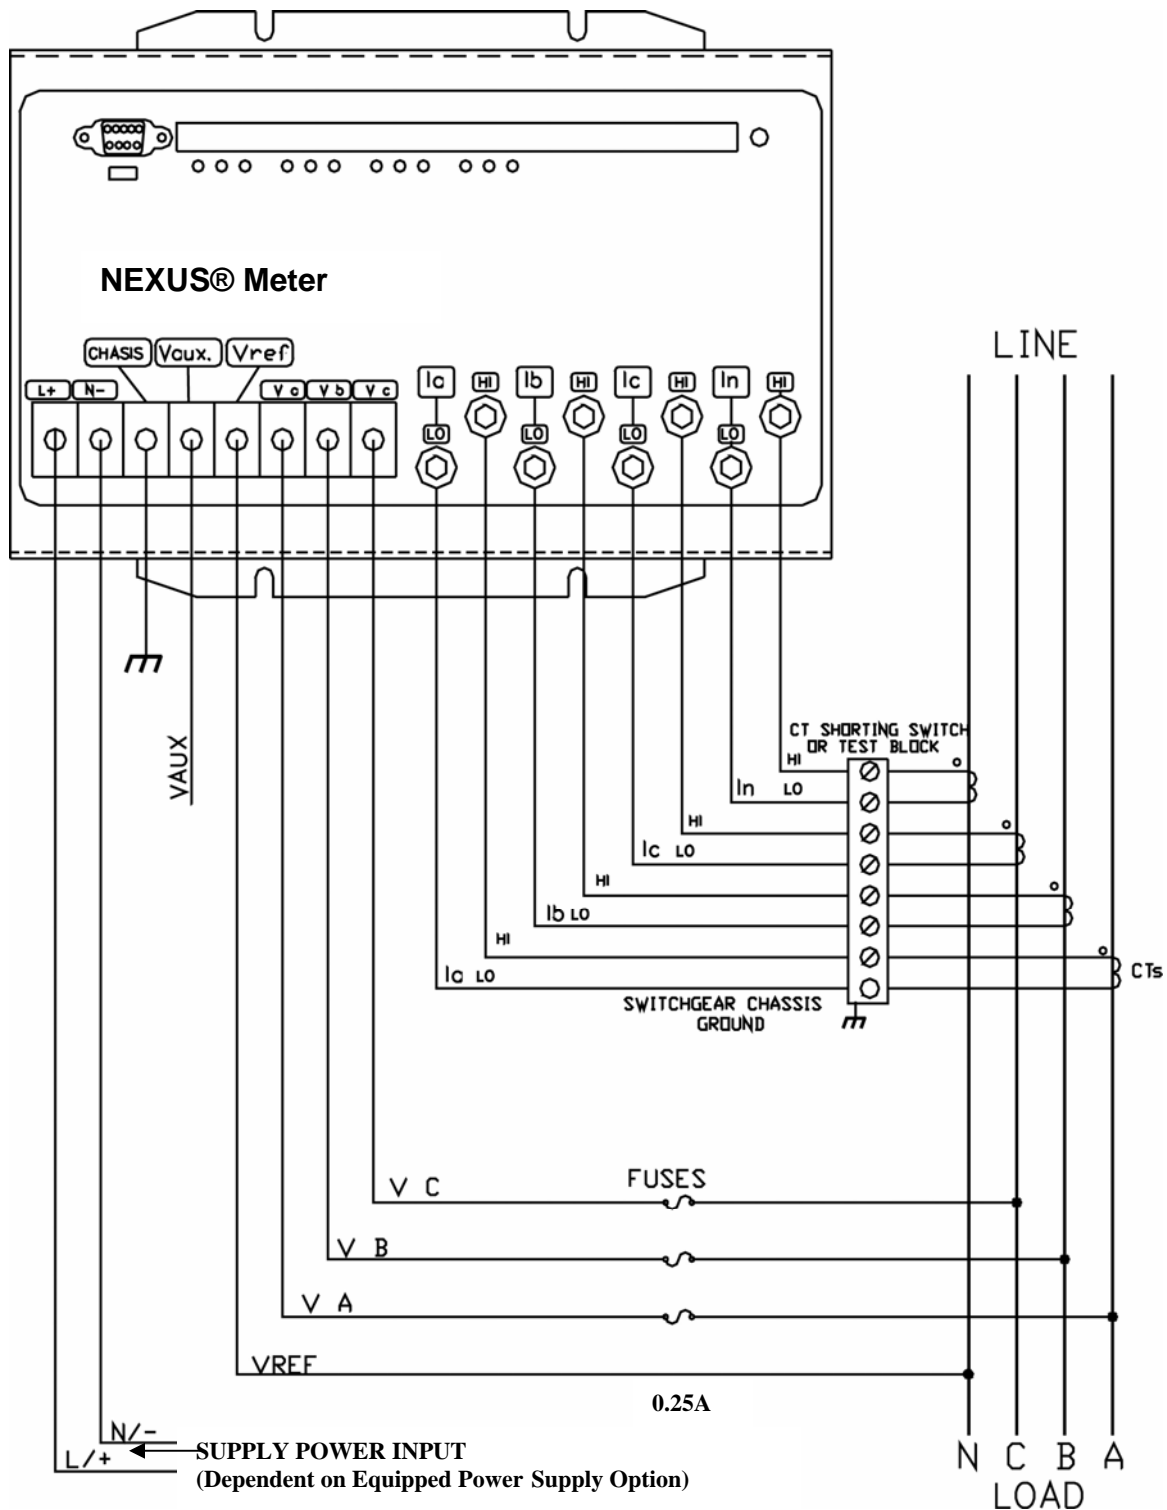 NEXUS® Meter
LINE
CHASIS Vaux. Vref
L+ N- Va Vb Vc
Ia HI Ib HI Ic HI In HI
LO LO LO LO
CT SHORTING SWITCH
OR TEST BLOCK
HI
In LO
HI
Ic LO
HI
Ib LO
HI
Ia LO
CTs
VAUX
SWITCHGEAR CHASSIS
GROUND
FUSES
V C
V B
V A
VREF
0.25A
N/-
L/+
SUPPLY POWER INPUT
(Dependent on Equipped Power Supply Option)
N C B A
LOAD